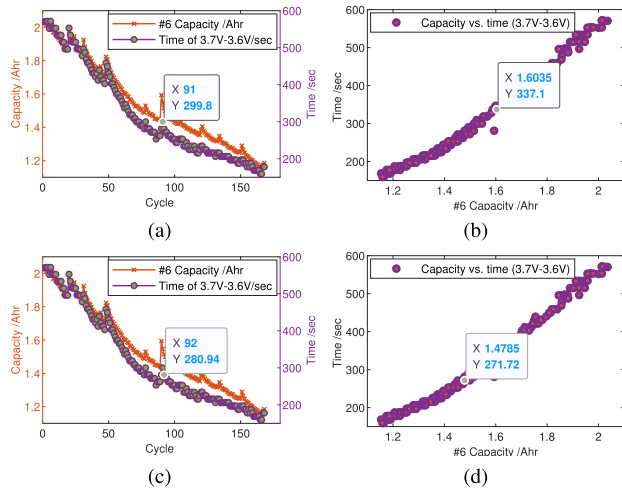 #6 Capacity /Ahr
Time of 3.7V-3.6V/sec
X 91
Y 299.8
Capacity /Ahr
2
1.8
1.6
1.4
1.2
600
500
400
300
200
Time /sec
0 50 100 150
Cycle
(a)
Capacity vs. time (3.7V-3.6V)
X 1.6035
Y 337.1
Time /sec
600
500
400
300
200
1.2 1.4 1.6 1.8 2
#6 Capacity /Ahr
(b)
#6 Capacity /Ahr
Time of 3.7V-3.6V/sec
X 92
Y 280.94
Capacity /Ahr
2
1.8
1.6
1.4
1.2
600
500
400
300
200
Time /sec
0 50 100 150
Cycle
(c)
Capacity vs. time (3.7V-3.6V)
X 1.4785
Y 271.72
Time /sec
600
500
400
300
200
1.2 1.4 1.6 1.8 2
#6 Capacity /Ahr
(d)